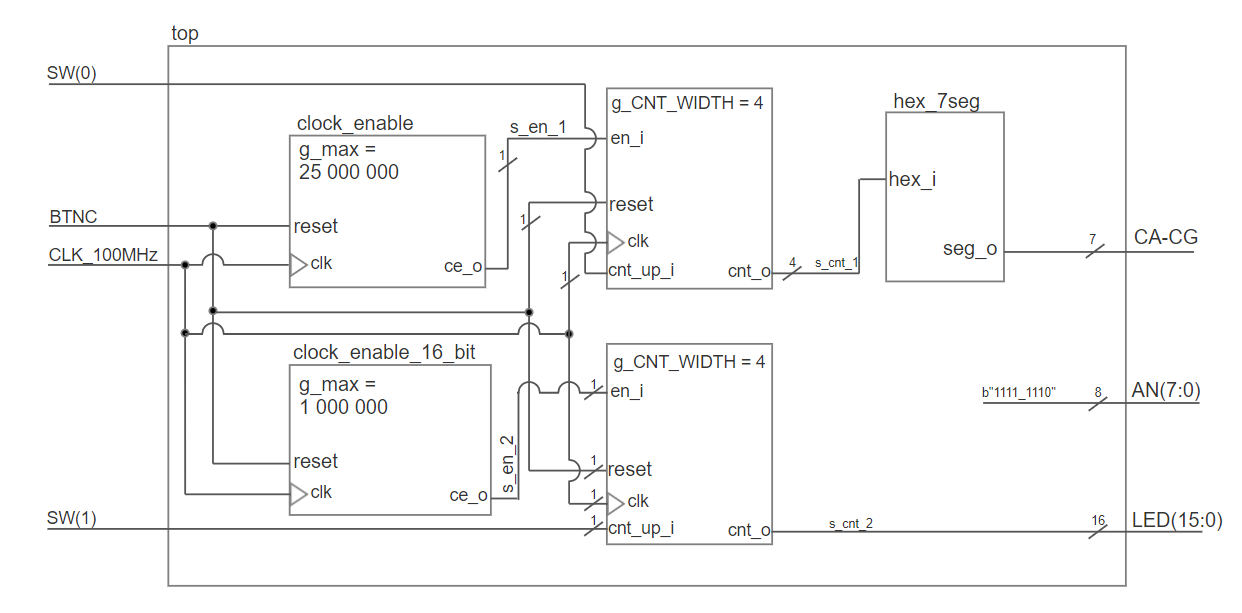 top
SW(0)
g_CNT_WIDTH = 4
hex_7seg
clock_enable
s_en_1
en_i
g_max =
25 000 000
1
hex_i
reset
1
BTNC
reset
CLK_100MHz
clk
clk
ce_o
cnt_up_i
cnt_o
4
s_cnt_1
1
seg_o
7
CA-CG
clock_enable_16_bit
g_CNT_WIDTH = 4
g_max =
1 000 000
1
en_i
b"1111_1110"
8
AN(7:0)
s_en_2
reset
1
reset
clk
ce_o
1
clk
SW(1)
1
cnt_up_i
cnt_o
s_cnt_2
16
LED(15:0)